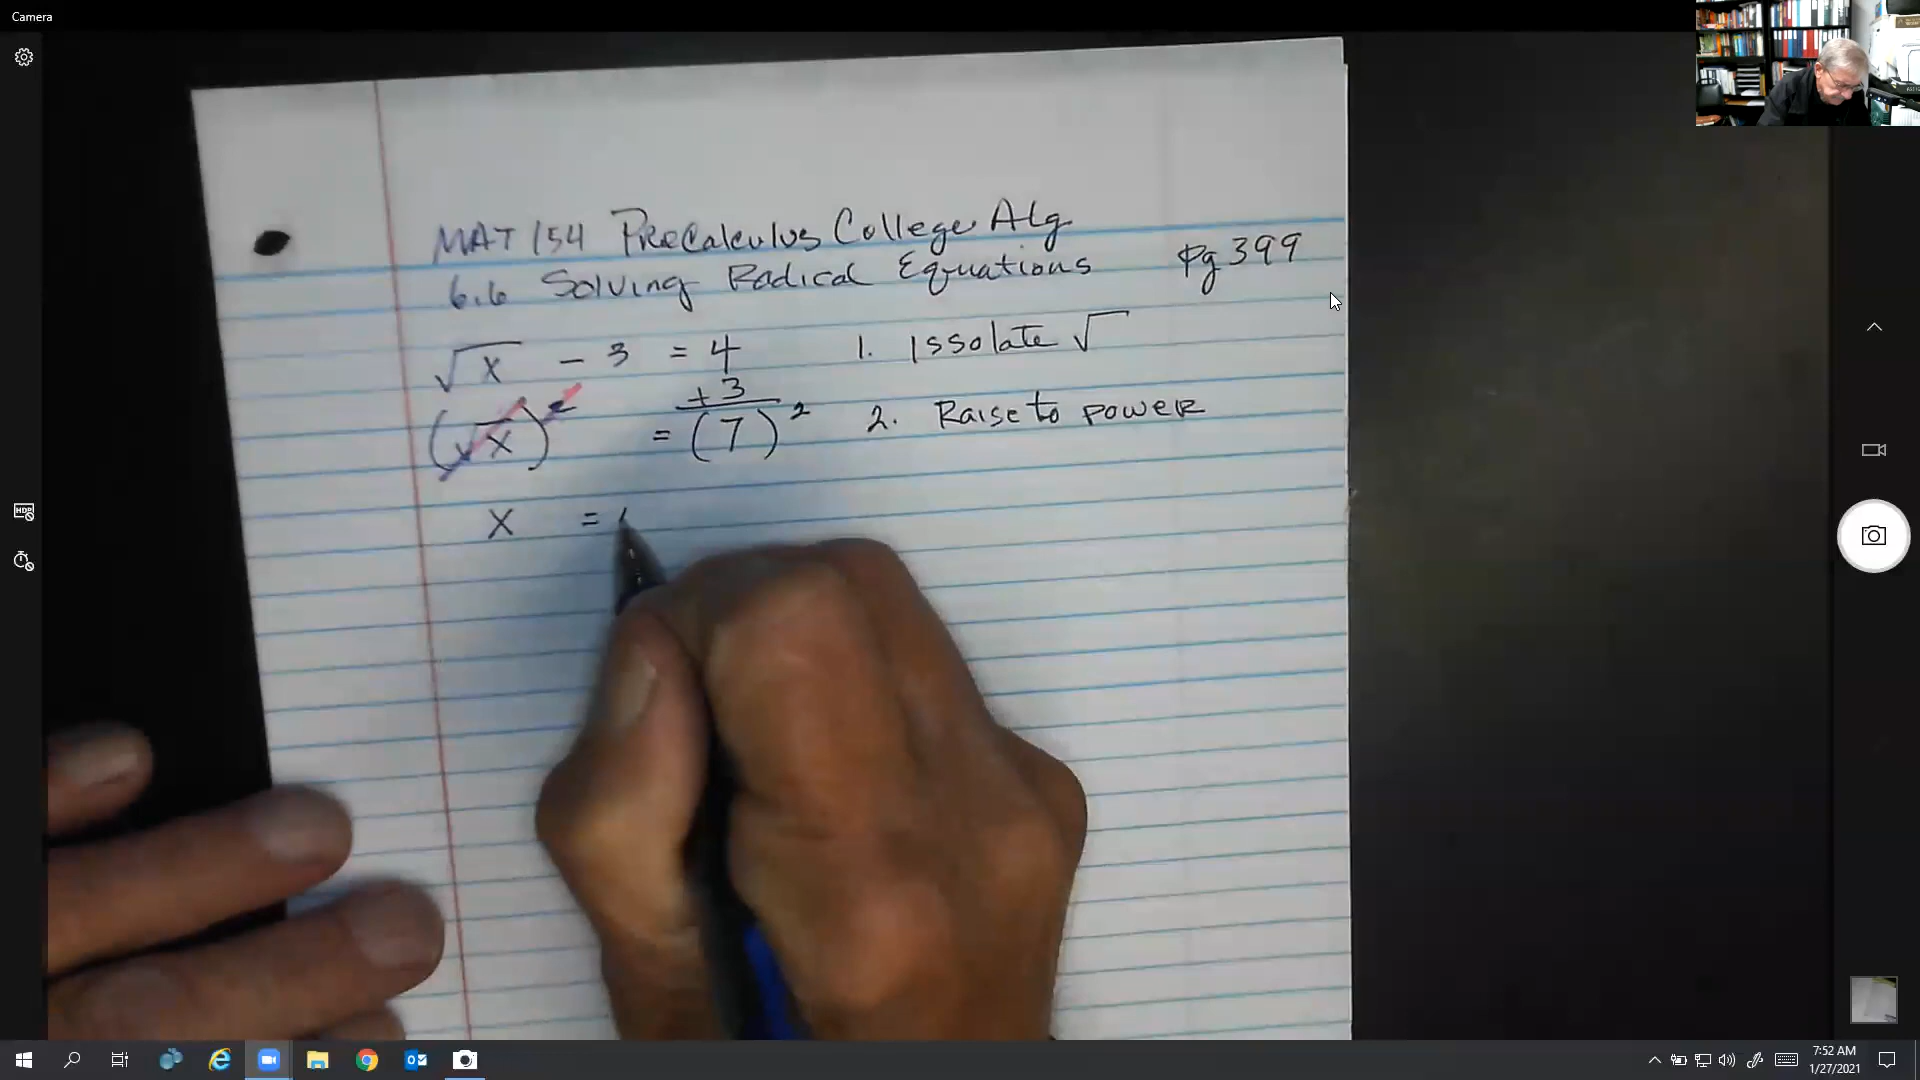 Camera
MAT 154 PreCalculus College Alg
6.6 Solving Radical Equations pg 399
√x - 3 = 4 1. Issolate √
+3
(√x)² = (7)² 2. Raise to power
x =
7:52 AM
1/27/2021